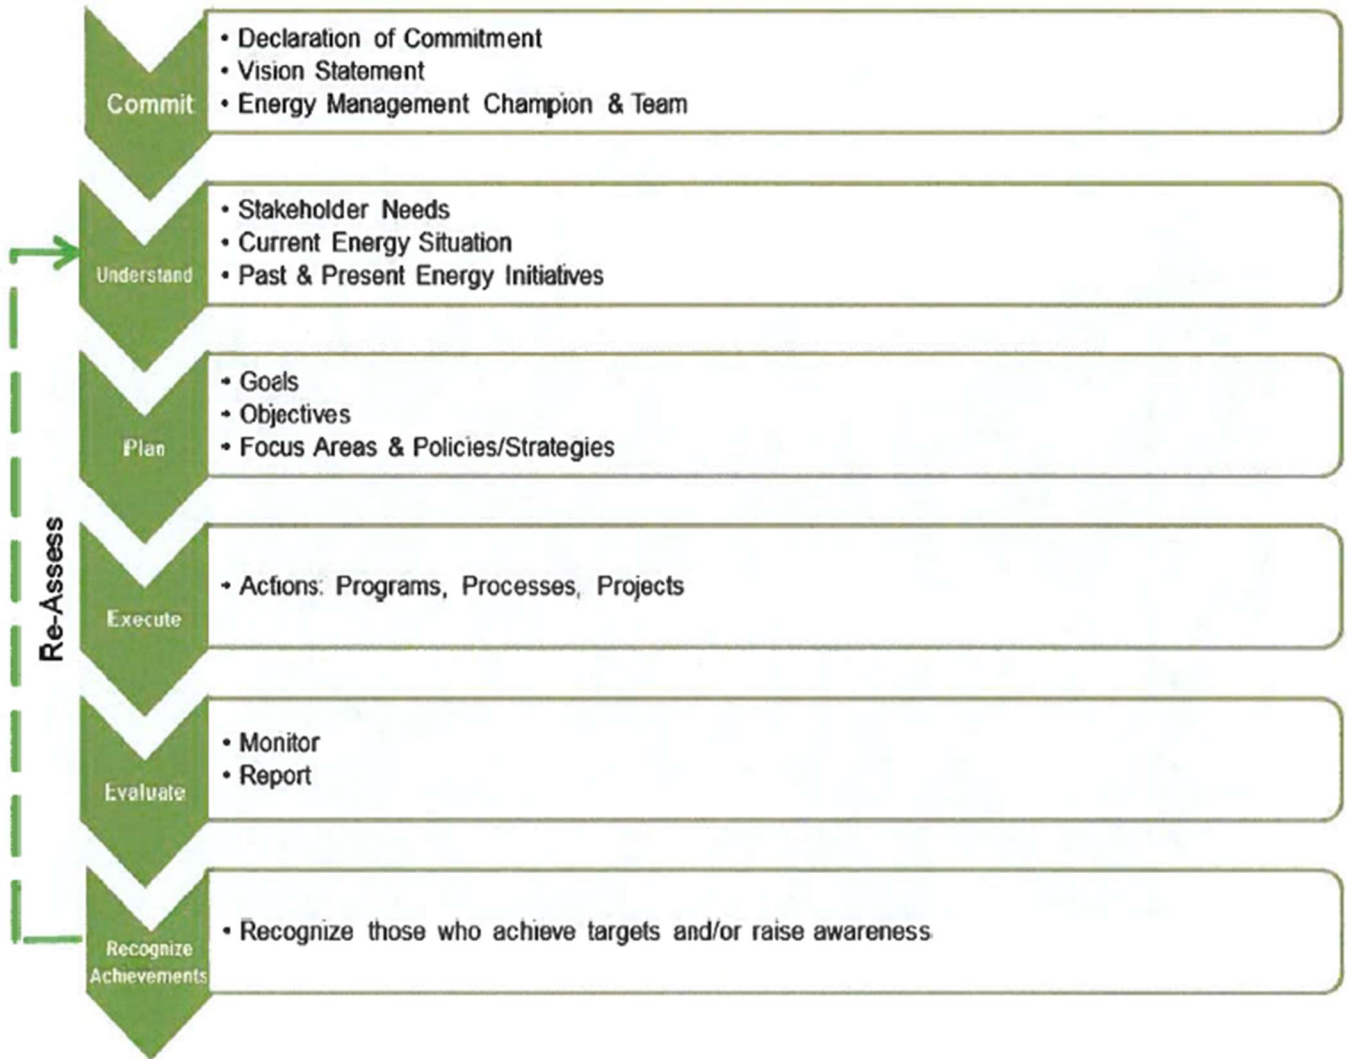 Commit
• Declaration of Commitment
• Vision Statement
• Energy Management Champion & Team
Understand
• Stakeholder Needs
• Current Energy Situation
• Past & Present Energy Initiatives
Plan
• Goals
• Objectives
• Focus Areas & Policies/Strategies
Re-Assess
Execute
• Actions: Programs, Processes, Projects
Evaluate
• Monitor
• Report
Recognize
Achievements
• Recognize those who achieve targets and/or raise awareness